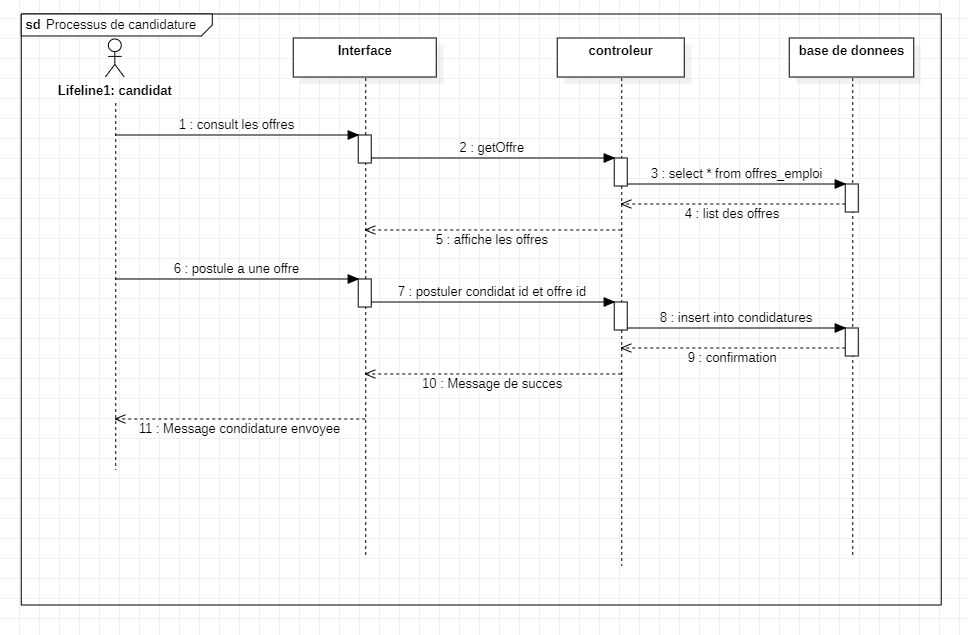 sd Processus de candidature
Interface
controleur
base de donnees
Lifeline1: candidat
1 : consult les offres
2 : getOffre
3 : select * from offres_emploi
4 : list des offres
5 : affiche les offres
6 : postule a une offre
7 : postuler condidat id et offre id
8 : insert into condidatures
9 : confirmation
10 : Message de succes
11 : Message condidature envoyee